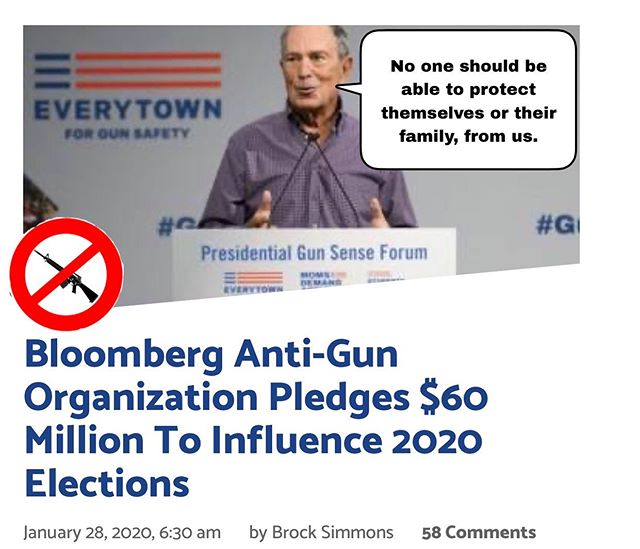 No one should be
able to protect
themselves or their
family, from us.
EVERYTOWN
FOR GUN SAFETY
#G
#G
Presidential Gun Sense Forum
EVERYTOWN
MOMS
DEMAND
Bloomberg Anti-Gun
Organization Pledges $60
Million To Influence 2020
Elections
January 28, 2020, 6:30 am by Brock Simmons 58 Comments